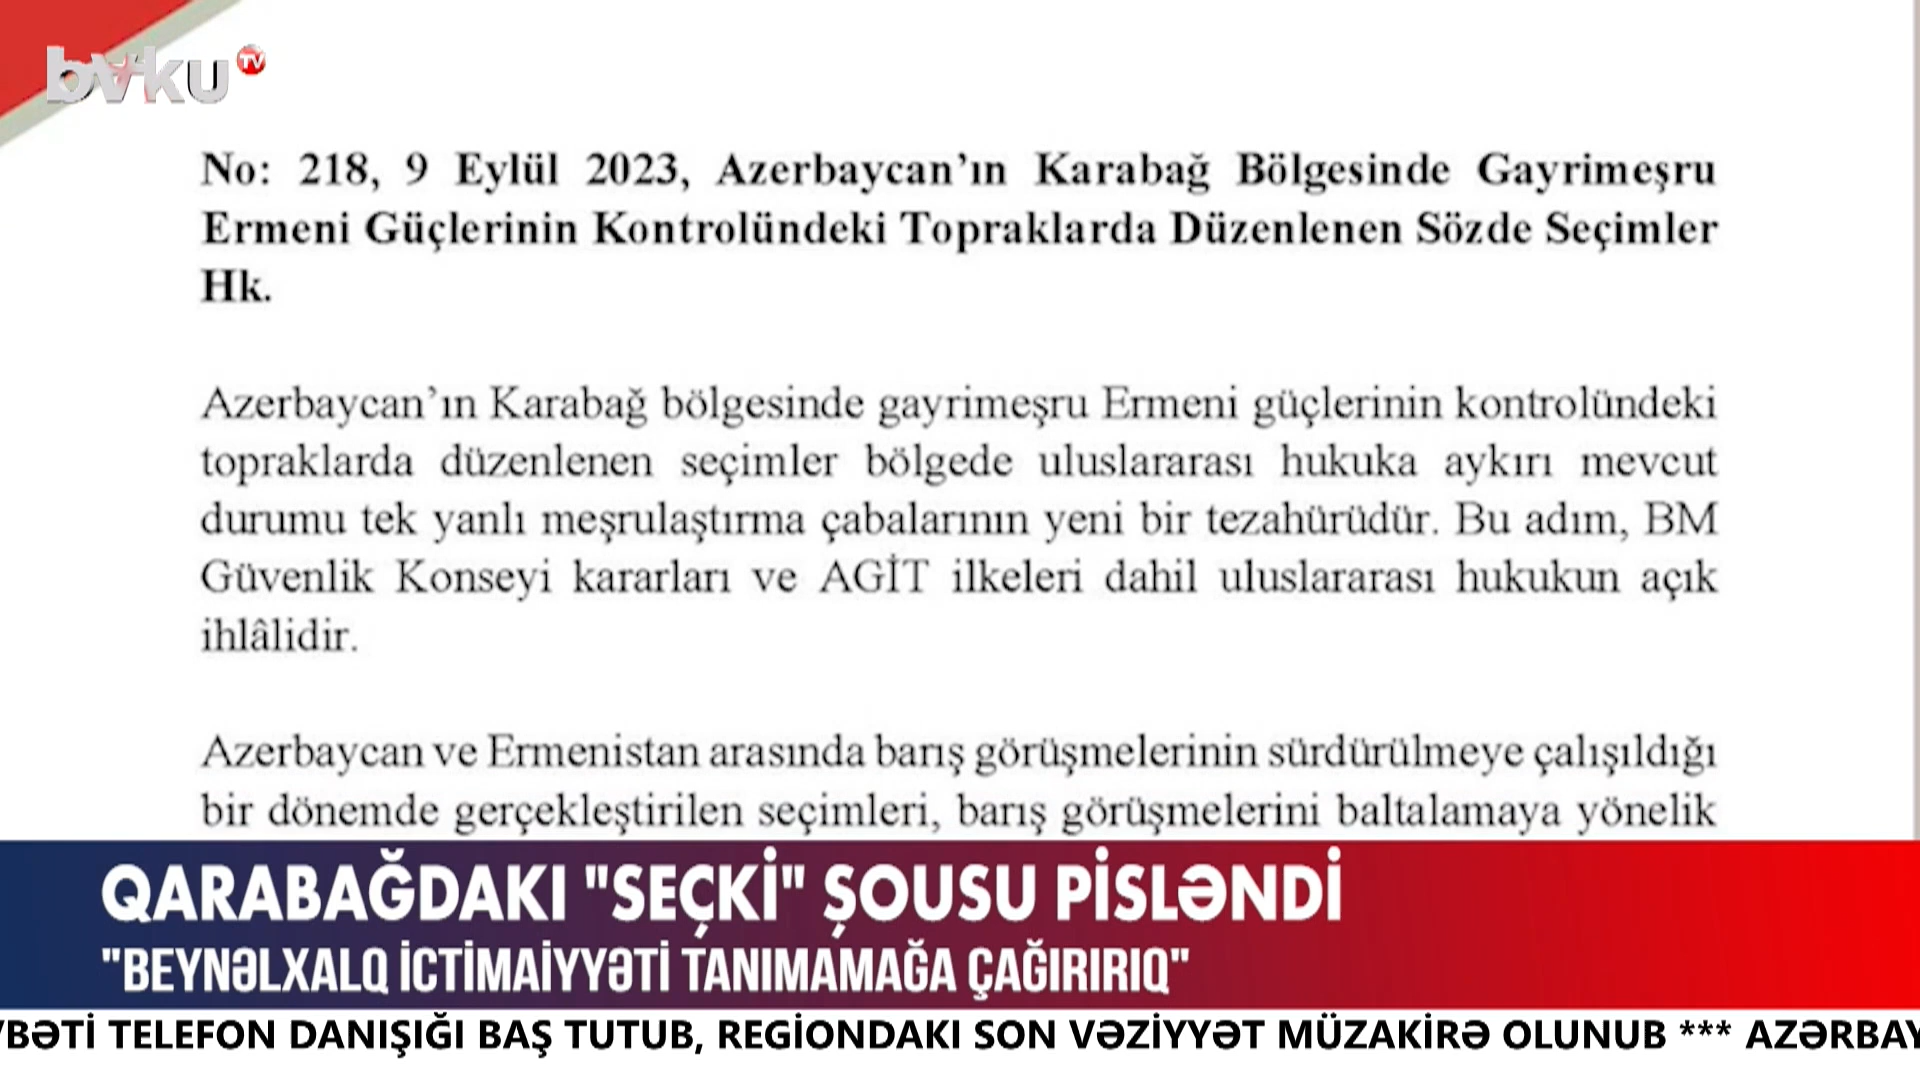 bakuTV
No: 218, 9 Eylül 2023, Azerbaycan’ın Karabağ Bölgesinde Gayrimeşru
Ermeni Güçlerinin Kontrolündeki Topraklarda Düzenlenen Sözde Seçimler
Hk.
Azerbaycan’ın Karabağ bölgesinde gayrimeşru Ermeni güçlerinin kontrolündeki
topraklarda düzenlenen seçimler bölgede uluslararası hukuka aykırı mevcut
durumu tek yanlı meşrulaştırma çabalarının yeni bir tezahürüdür. Bu adım, BM
Güvenlik Konseyi kararları ve AGİT ilkeleri dahil uluslararası hukukun açık
ihlâlidir.
Azerbaycan ve Ermenistan arasında barış görüşmelerinin sürdürülmeye çalışıldığı
bir dönemde gerçekleştirilen seçimleri, barış görüşmelerini baltalamaya yönelik
QARABAĞDAKI "SEÇKİ" ŞOUSU PİSLƏNDİ
"BEYNƏLXALQ İCTİMAİYYƏTİ TANIMAMAĞA ÇAĞIRIRIQ"
BƏTİ TELEFON DANIŞIĞI BAŞ TUTUB, REGİONDAKI SON VƏZİYYƏT MÜZAKİRƏ OLUNUB *** AZƏRBAY